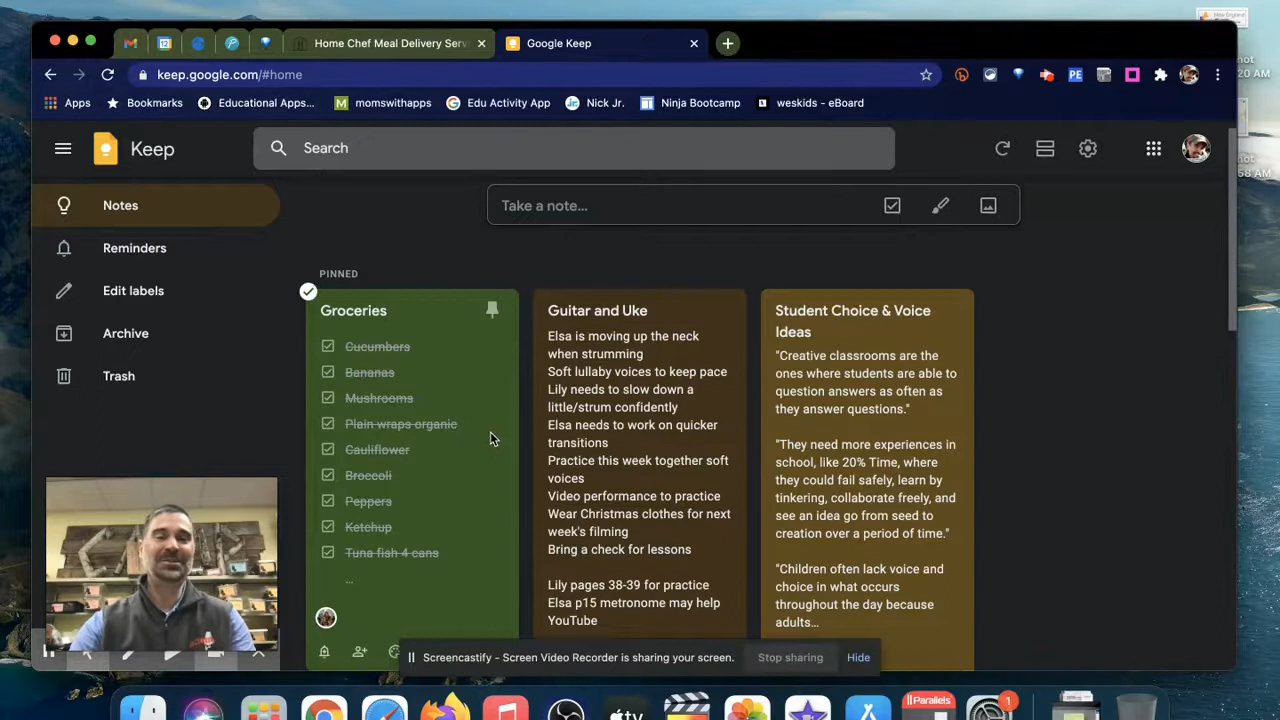 Home Chef Meal Delivery Serv
Google Keep
keep.google.com/#home
PE
Apps
Bookmarks
Educational Apps...
momswithapps
Edu Activity App
Nick Jr.
Ninja Bootcamp
weskids - eBoard
Keep
Search
Notes
Take a note...
Reminders
Edit labels
Archive
Trash
PINNED
Groceries
Cucumbers
Bananas
Mushrooms
Plain wraps organic
Cauliflower
Broccoli
Peppers
Ketchup
Tuna fish 4 cans
...
Guitar and Uke
Elsa is moving up the neck
when strumming
Soft lullaby voices to keep pace
Lily needs to slow down a
little/strum confidently
Elsa needs to work on quicker
transitions
Practice this week together soft
voices
Video performance to practice
Wear Christmas clothes for next
week's filming
Bring a check for lessons
Lily pages 38-39 for practice
Elsa p15 metronome may help
YouTube
Student Choice & Voice
Ideas
"Creative classrooms are the
ones where students are able to
question answers as often as
they answer questions."
"They need more experiences in
school, like 20% Time, where
they could fail safely, learn by
tinkering, collaborate freely, and
see an idea go from seed to
creation over a period of time."
"Children often lack voice and
choice in what occurs
throughout the day because
adults...
Screencastify - Screen Video Recorder is sharing your screen.
Stop sharing
Hide
tv
Parallels
1
not
20 AM
not
58 AM